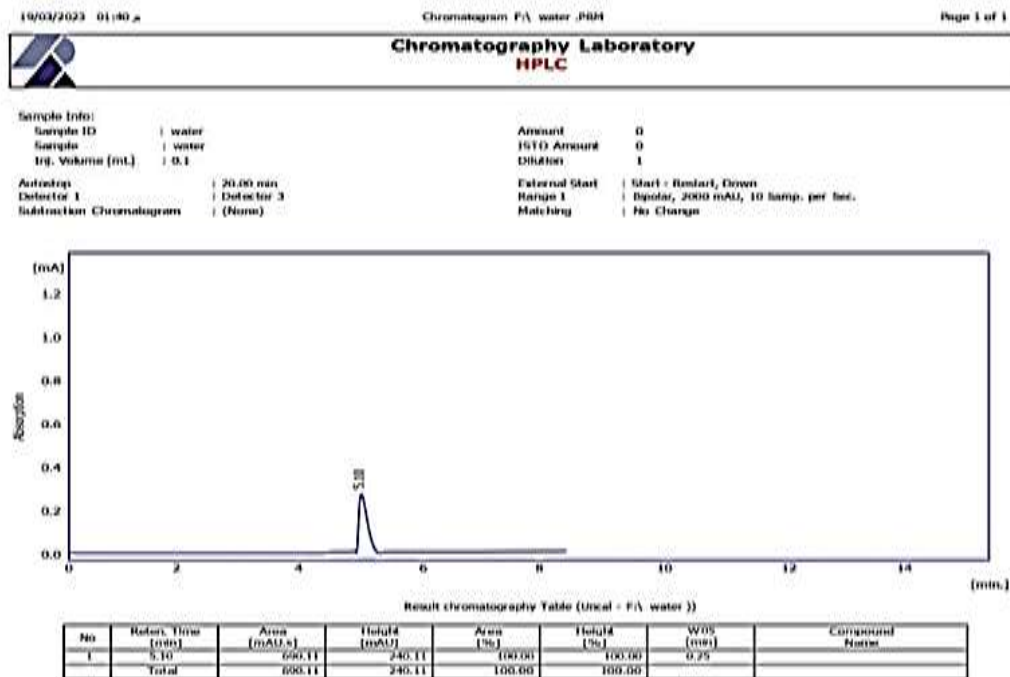 19/03/2023 01:40 م Chromatogram F:\ water .PRM Page 1 of 1
Chromatography Laboratory
HPLC
Sample Info:
Sample ID : water Amount 0
Sample : water ISTD Amount 0
Inj. Volume [mL] : 0.1 Dilution 1
Autostop : 20.00 min External Start : Start - Restart, Down
Detector 1 : Detector 3 Range 1 : Bipolar, 2000 mAU, 10 Samp. per Sec.
Subtraction Chromatogram : (None) Matching : No Change
[mA]
1.2
1.0
0.8
0.6
0.4
0.2
0.0
Absorption
5.10
0 2 4 6 8 10 12 14
[min.]
Result chromatography Table (Uncal - F:\ water ))
No Reten. Time [min] Area [mAU.s] Height [mAU] Area [%] Height [%] W05 [min] Compound Name
1 5.10 690.11 240.11 100.00 100.00 0.25
Total 690.11 240.11 100.00 100.00